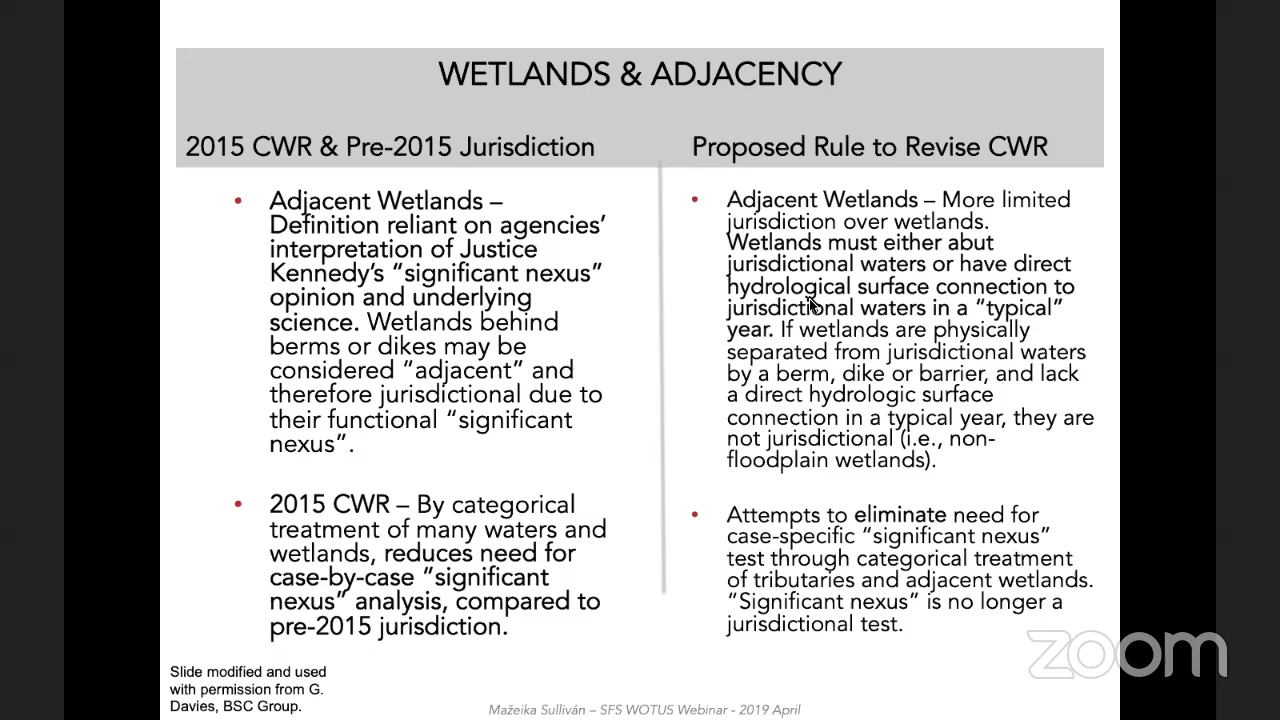 WETLANDS & ADJACENCY
2015 CWR & Pre-2015 Jurisdiction
Proposed Rule to Revise CWR
• Adjacent Wetlands –
Definition reliant on agencies’
interpretation of Justice
Kennedy’s “significant nexus”
opinion and underlying
science. Wetlands behind
berms or dikes may be
considered “adjacent” and
therefore jurisdictional due to
their functional “significant
nexus”.
• 2015 CWR – By categorical
treatment of many waters and
wetlands, reduces need for
case-by-case “significant
nexus” analysis, compared to
pre-2015 jurisdiction.
• Adjacent Wetlands – More limited
jurisdiction over wetlands.
Wetlands must either abut
jurisdictional waters or have direct
hydrological surface connection to
jurisdictional waters in a “typical”
year. If wetlands are physically
separated from jurisdictional waters
by a berm, dike or barrier, and lack
a direct hydrologic surface
connection in a typical year, they are
not jurisdictional (i.e., non-
floodplain wetlands).
• Attempts to eliminate need for
case-specific “significant nexus”
test through categorical treatment
of tributaries and adjacent wetlands.
“Significant nexus” is no longer a
jurisdictional test.
Slide modified and used
with permission from G.
Davies, BSC Group.
Mažeika Sullivan – SFS WOTUS Webinar - 2019 April
zoom